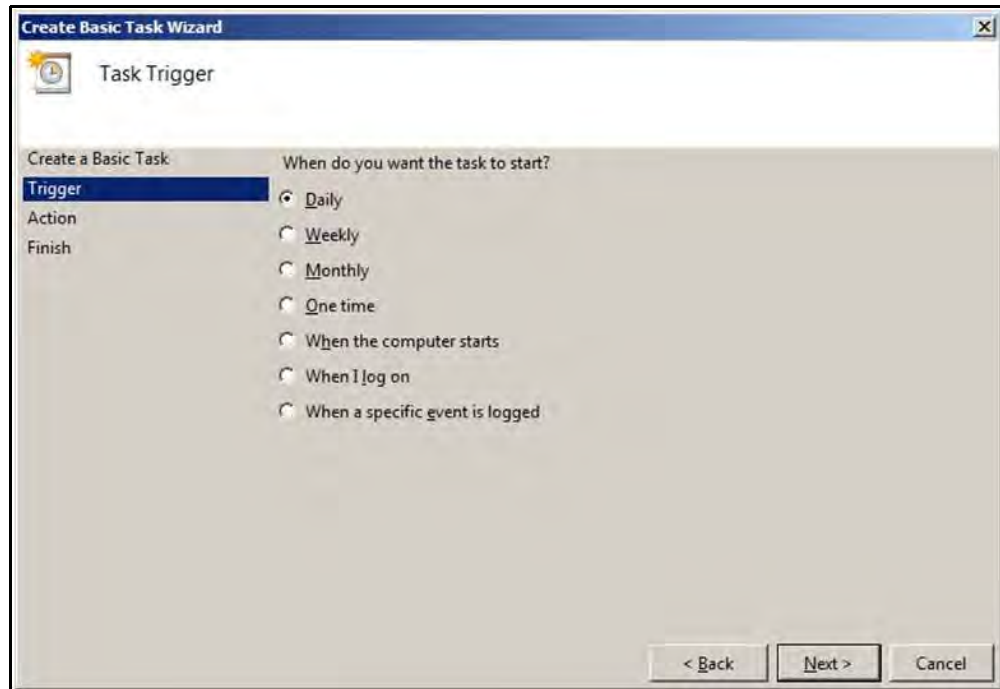 Create Basic Task Wizard
Task Trigger
Create a Basic Task
Trigger
Action
Finish
When do you want the task to start?
Daily
Weekly
Monthly
One time
When the computer starts
When I log on
When a specific event is logged
< Back
Next >
Cancel